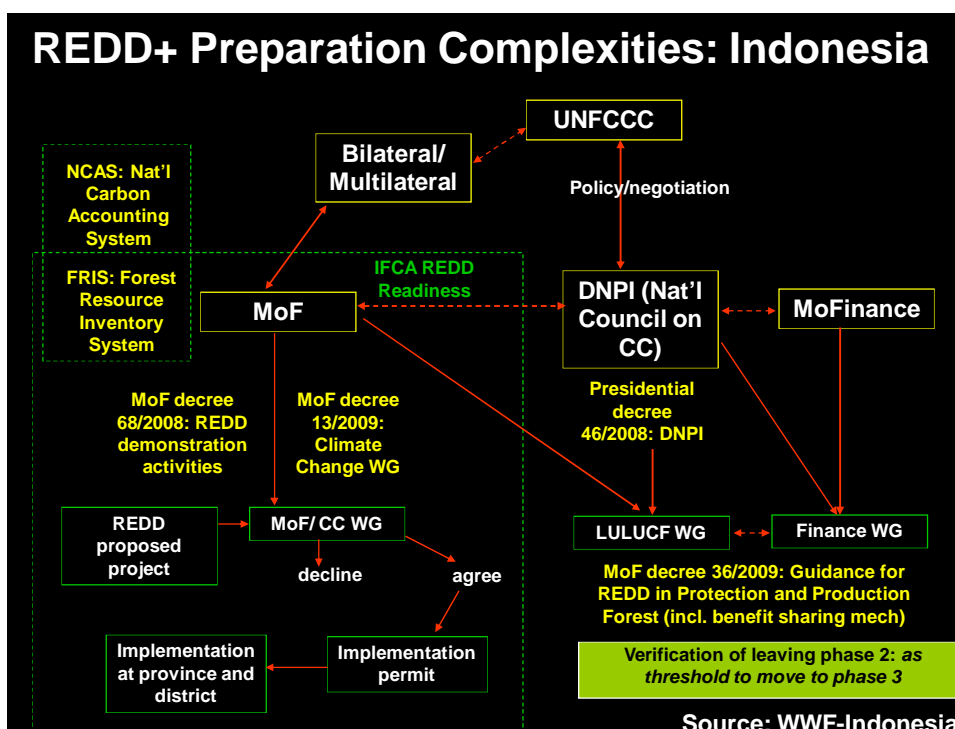 REDD+ Preparation Complexities: Indonesia
UNFCCC
Bilateral/
Multilateral
NCAS: Nat'l
Carbon
Accounting
System
Policy/negotiation
FRIS: Forest
Resource
Inventory
System
IFCA REDD
Readiness
MoF
DNPI (Nat'l
Council on
CC)
MoFinance
MoF decree
68/2008: REDD
demonstration
activities
MoF decree
13/2009:
Climate
Change WG
Presidential
decree
46/2008: DNPI
REDD
proposed
project
MoF/ CC WG
LULUCF WG
Finance WG
decline
agree
MoF decree 36/2009: Guidance for
REDD in Protection and Production
Forest (incl. benefit sharing mech)
Implementation
at province and
district
Implementation
permit
Verification of leaving phase 2: as
threshold to move to phase 3
Source: WWF-Indonesia